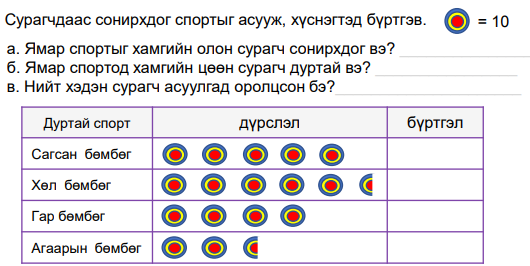 Сурагчдаас сонирхдог спортыг асууж, хүснэгтэд бүртгэв. = 10
а. Ямар спортыг хамгийн олон сурагч сонирхдог вэ?
б. Ямар спортод хамгийн цөөн сурагч дуртай вэ?
в. Нийт хэдэн сурагч асуулгад оролцсон бэ?
Дуртай спорт дүрслэл бүртгэл
Сагсан бөмбөг
Хөл бөмбөг
Гар бөмбөг
Агаарын бөмбөг